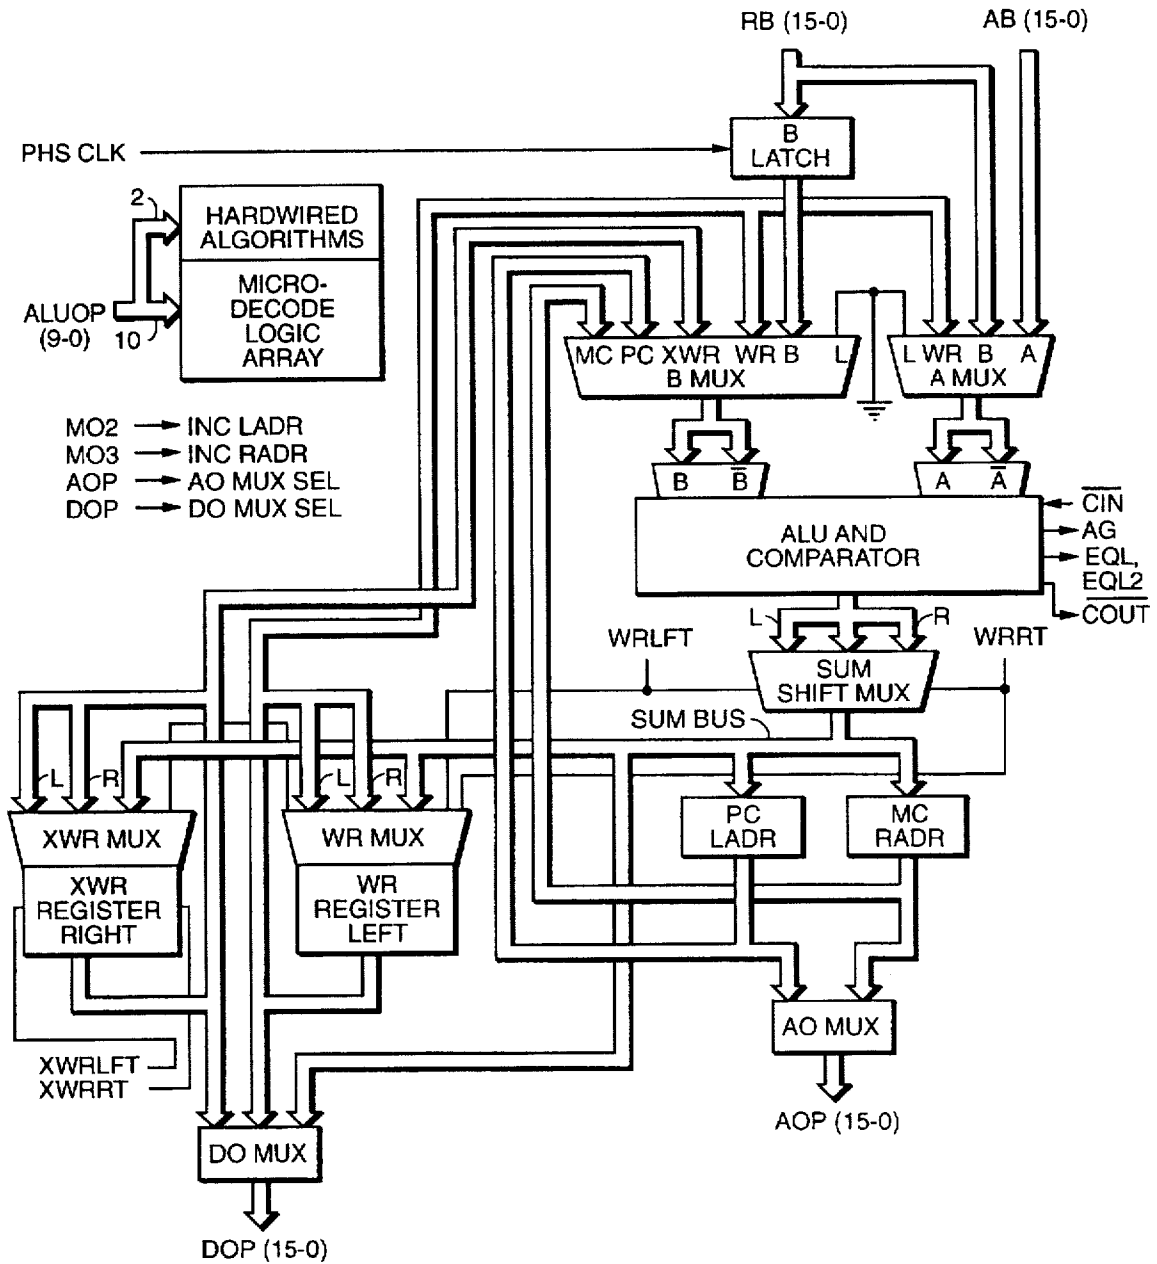 RB (15-0)
AB (15-0)
B
LATCH
PHS CLK
2
HARDWIRED
ALGORITHMS
MICRO-
DECODE
LOGIC
ARRAY
ALUOP
(9-0)
10
MC PC XWR WR B L
B MUX
L WR B A
A MUX
MO2 → INC LADR
MO3 → INC RADR
AOP → AO MUX SEL
DOP → DO MUX SEL
B B̅
A A̅
ALU AND
COMPARATOR
C̅I̅N̅
AG
EQL,
EQL2
C̅O̅U̅T̅
L
R
WRLFT
WRRT
SUM
SHIFT MUX
SUM BUS
L
R
L
R
XWR MUX
WR MUX
PC
LADR
MC
RADR
XWR
REGISTER
RIGHT
WR
REGISTER
LEFT
AO MUX
XWRLFT
XWRRT
AOP (15-0)
DO MUX
DOP (15-0)